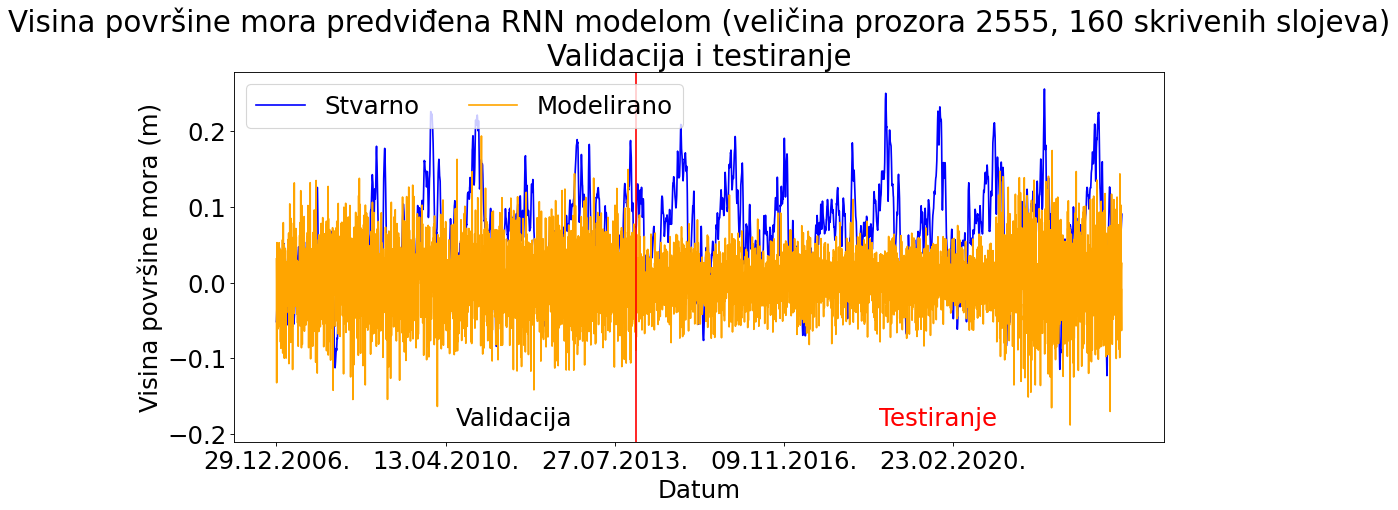 Visina površine mora predviđena RNN modelom (veličina prozora 2555, 160 skrivenih slojeva)
Validacija i testiranje
Stvarno
Modelirano
Visina površine mora (m)
0.2
0.1
0.0
−0.1
−0.2
Validacija
Testiranje
29.12.2006.
13.04.2010.
27.07.2013.
09.11.2016.
23.02.2020.
Datum